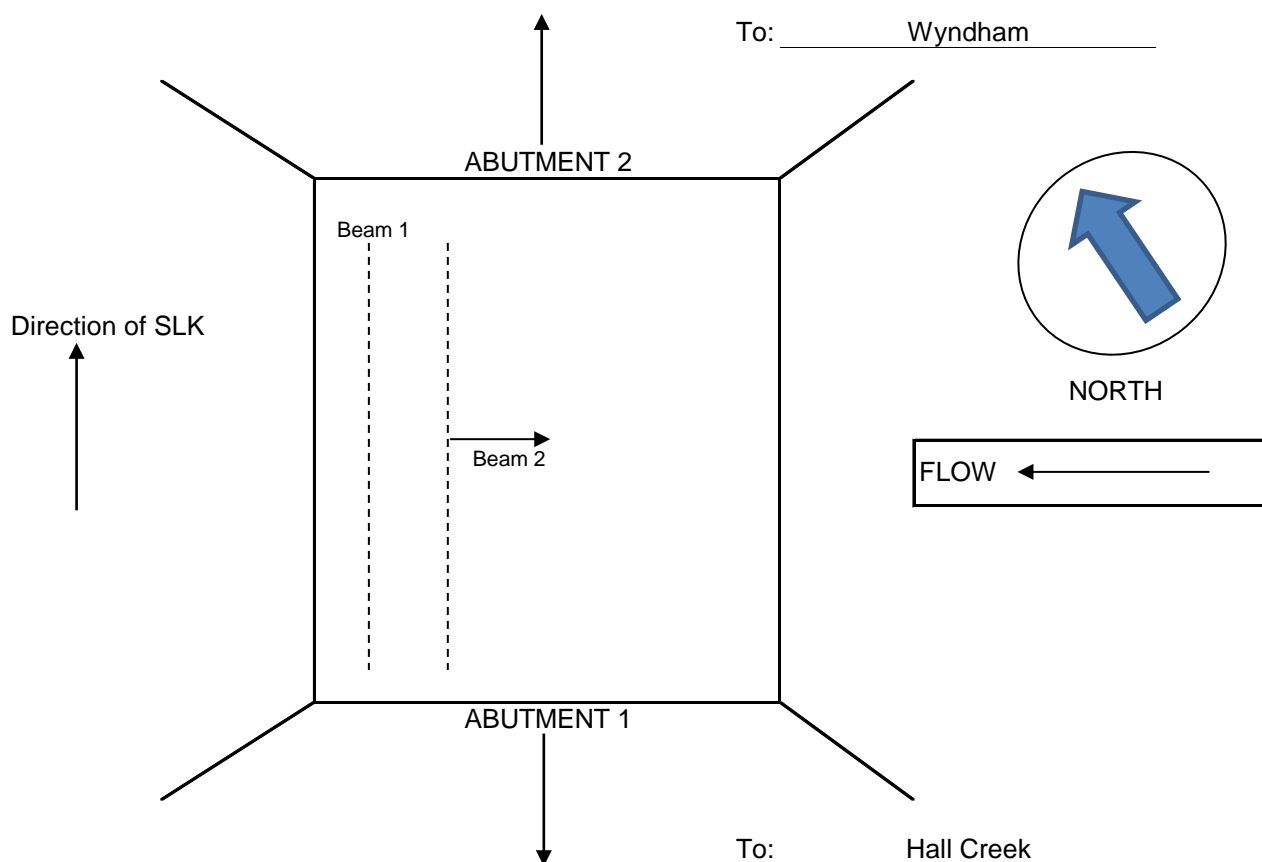 To: Wyndham
ABUTMENT 2
Beam 1
Direction of SLK
NORTH
Beam 2
FLOW
ABUTMENT 1
To: Hall Creek